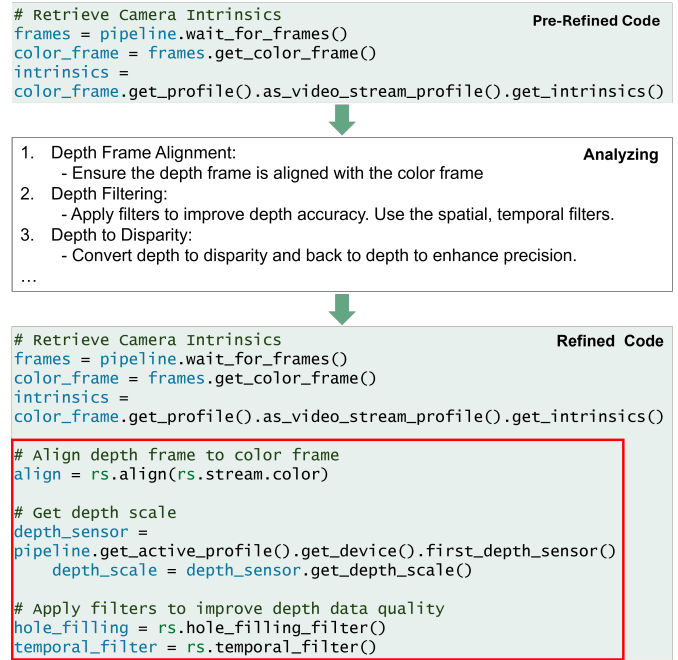 # Retrieve Camera Intrinsics
Pre-Refined Code
frames = pipeline.wait_for_frames()
color_frame = frames.get_color_frame()
intrinsics =
color_frame.get_profile().as_video_stream_profile().get_intrinsics()
1. Depth Frame Alignment:
Analyzing
- Ensure the depth frame is aligned with the color frame
2. Depth Filtering:
- Apply filters to improve depth accuracy. Use the spatial, temporal filters.
3. Depth to Disparity:
- Convert depth to disparity and back to depth to enhance precision.
...
# Retrieve Camera Intrinsics
Refined Code
frames = pipeline.wait_for_frames()
color_frame = frames.get_color_frame()
intrinsics =
color_frame.get_profile().as_video_stream_profile().get_intrinsics()
# Align depth frame to color frame
align = rs.align(rs.stream.color)
# Get depth scale
depth_sensor =
pipeline.get_active_profile().get_device().first_depth_sensor()
depth_scale = depth_sensor.get_depth_scale()
# Apply filters to improve depth data quality
hole_filling = rs.hole_filling_filter()
temporal_filter = rs.temporal_filter()